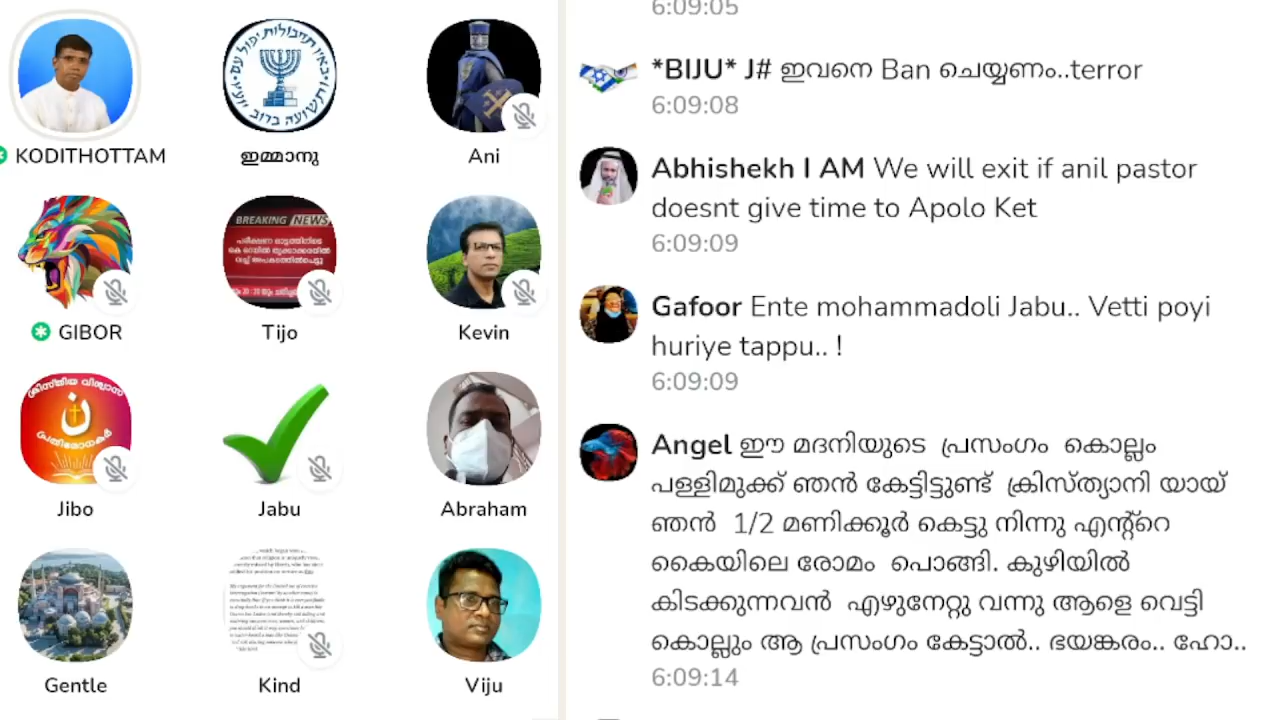 KODITHOTTAM
ഇമ്മാനു
Ani
BREAKING NEWS
GIBOR
Tijo
Kevin
ക്രിസ്തീയ വിശ്വാസ
ن
Jibo
Jabu
Abraham
Gentle
Kind
Viju
6:09:05
*BIJU* J# ഇവനെ Ban ചെയ്യണം..terror
6:09:08
Abhishekh I AM We will exit if anil pastor
doesnt give time to Apolo Ket
6:09:09
Gafoor Ente mohammadoli Jabu.. Vetti poyi
huriye tappu.. !
6:09:09
Angel ഈ മദനിയുടെ പ്രസംഗം കൊല്ലം
പള്ളിമുക്ക് ഞൻ കേട്ടിട്ടുണ്ട് ക്രിസ്ത്യാനി യായ്
ഞൻ 1/2 മണിക്കൂർ കെട്ടു നിന്നു എന്റ്റെ
കൈയിലെ രോമം പൊങ്ങി. കുഴിയിൽ
കിടക്കുന്നവൻ എഴുന്നേറ്റു വന്നു ആളെ വെട്ടി
കൊല്ലും ആ പ്രസംഗം കേട്ടാൽ.. ഭയങ്കരം.. ഹോ..
6:09:14